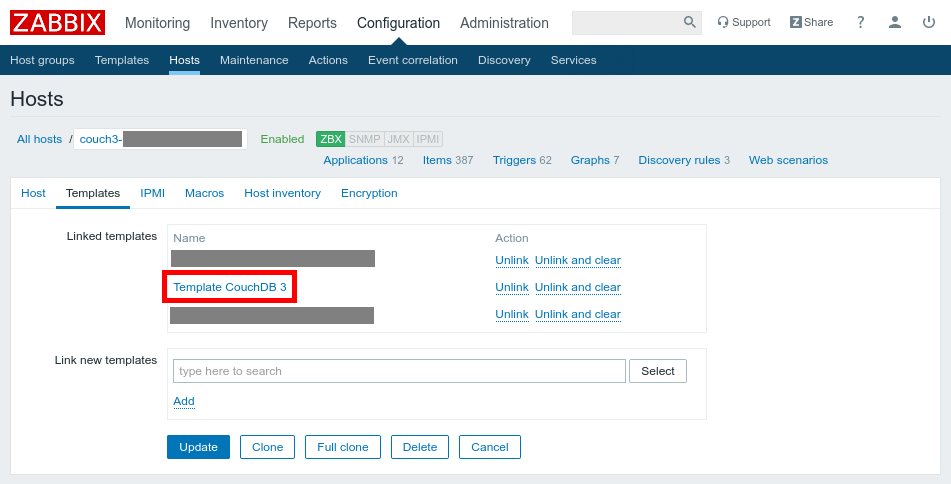 ZABBIX Monitoring Inventory Reports Configuration Administration Z Support Share ?
Host groups Templates Hosts Maintenance Actions Event correlation Discovery Services
Hosts
All hosts / couch3- Enabled ZBX SNMP JMX IPMI
Applications 12 Items 387 Triggers 62 Graphs 7 Discovery rules 3 Web scenarios
Host Templates IPMI Macros Host inventory Encryption
Linked templates Name Action
Unlink Unlink and clear
Template CouchDB 3 Unlink Unlink and clear
Unlink Unlink and clear
Link new templates
type here to search Select
Add
Update Clone Full clone Delete Cancel